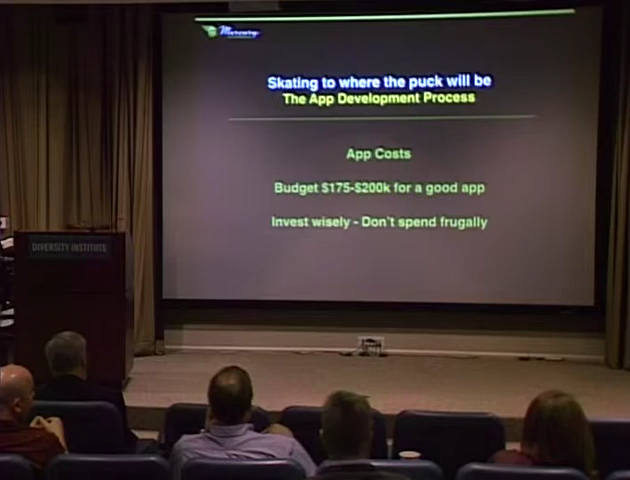 Mercury
Skating to where the puck will be
The App Development Process
App Costs
Budget $175-$200k for a good app
Invest wisely - Don't spend frugally
DIVERSITY INSTITUTE